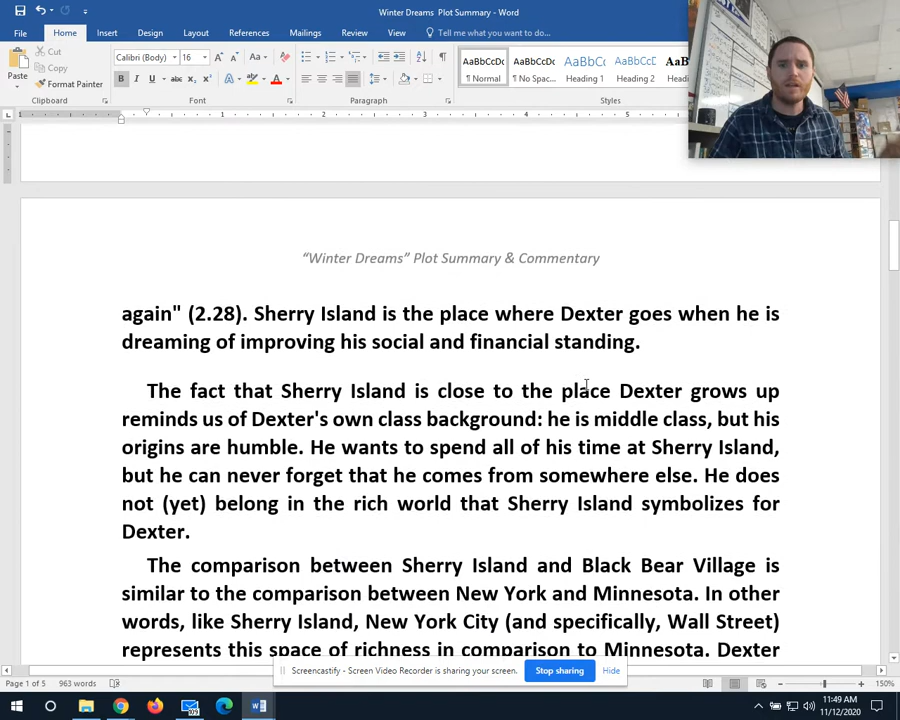 Winter Dreams Plot Summary - Word
File Home Insert Design Layout References Mailings Review View Tell me what you want to do...
Cut
Copy
Format Painter
Paste
Calibri (Body) 16
AaBbCcDc AaBbCcDc AaBbCc AaBbCcD
¶ Normal ¶ No Spac... Heading 1 Heading 2
Clipboard Font Paragraph Styles
1 1 2 3 4 5
“Winter Dreams” Plot Summary & Commentary
again" (2.28). Sherry Island is the place where Dexter goes when he is
dreaming of improving his social and financial standing.
The fact that Sherry Island is close to the place Dexter grows up
reminds us of Dexter's own class background: he is middle class, but his
origins are humble. He wants to spend all of his time at Sherry Island,
but he can never forget that he comes from somewhere else. He does
not (yet) belong in the rich world that Sherry Island symbolizes for
Dexter.
The comparison between Sherry Island and Black Bear Village is
similar to the comparison between New York and Minnesota. In other
words, like Sherry Island, New York City (and specifically, Wall Street)
represents this space of richness in comparison to Minnesota. Dexter
Screencastify - Screen Video Recorder is sharing your screen. Stop sharing Hide
Page 1 of 5 963 words 150%
11:49 AM
11/12/2020